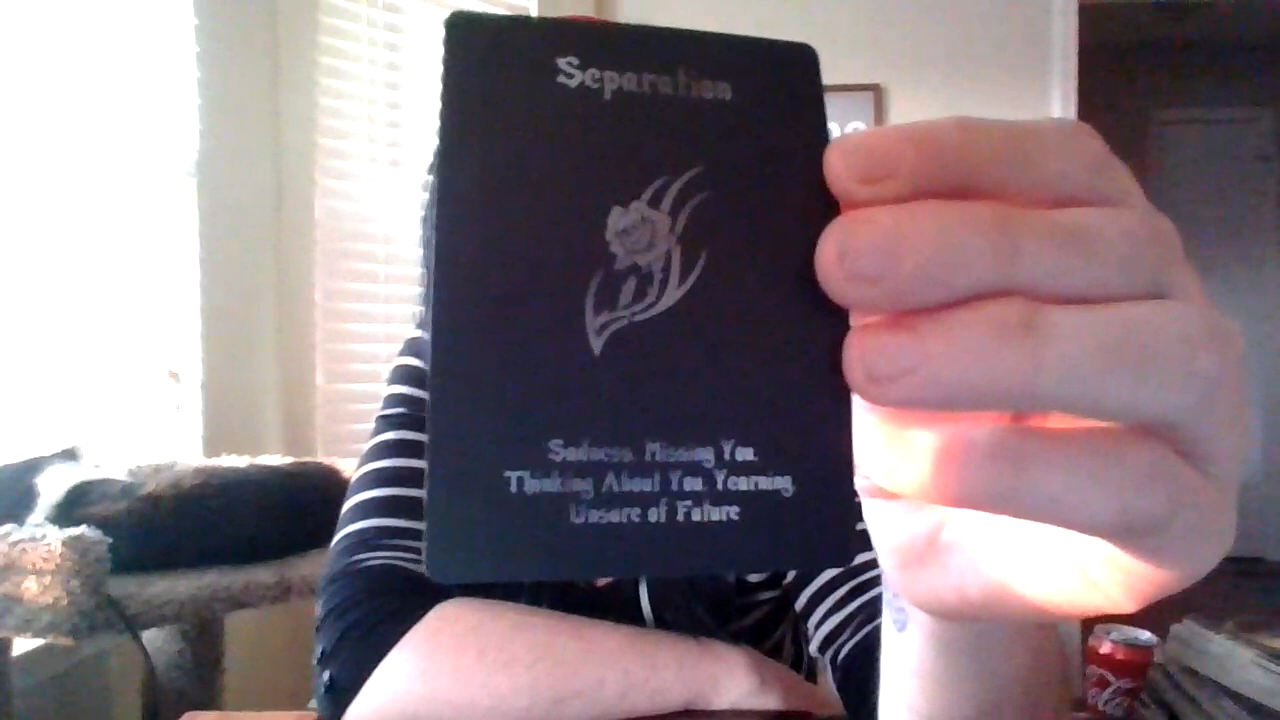 Separation
Sadness. Missing You.
Thinking About You. Yearning.
Unsure of Future